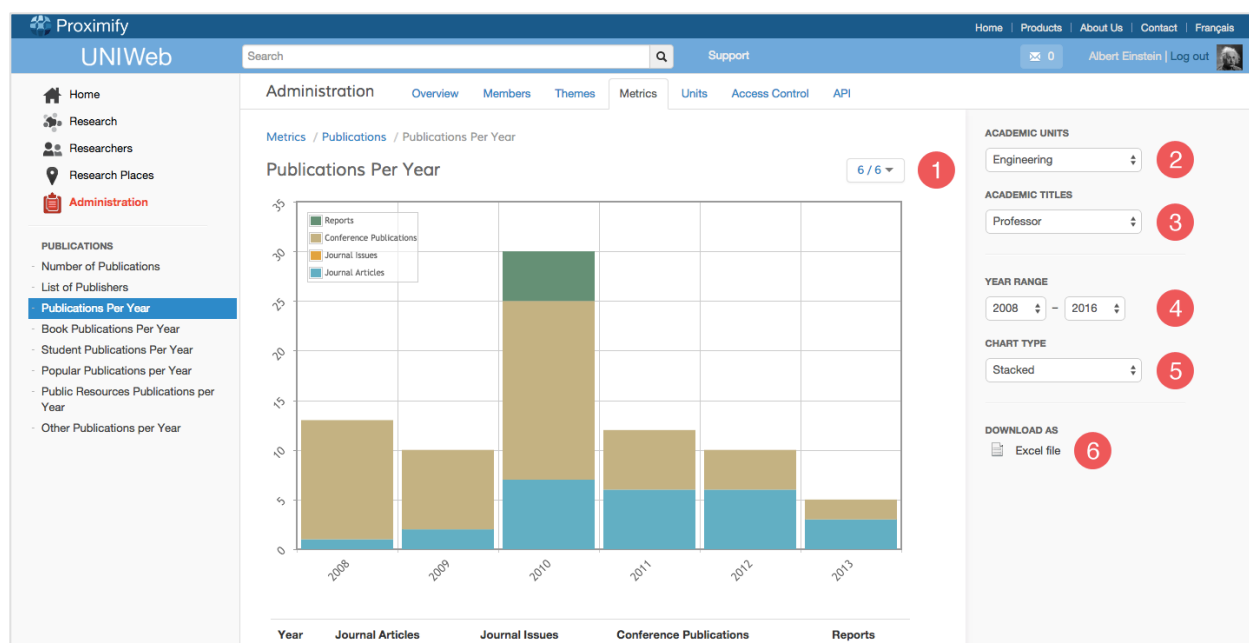 Proximify
Home | Products | About Us | Contact | Français
UNIWeb
Search
Support
0
Albert Einstein | Log out
Home
Research
Researchers
Research Places
Administration
PUBLICATIONS
- Number of Publications
- List of Publishers
- Publications Per Year
- Book Publications Per Year
- Student Publications Per Year
- Popular Publications per Year
- Public Resources Publications per
Year
- Other Publications per Year
Administration
Overview
Members
Themes
Metrics
Units
Access Control
API
Metrics / Publications / Publications Per Year
Publications Per Year
6 / 6
1
35
30
25
20
15
10
5
0
Reports
Conference Publications
Journal Issues
Journal Articles
2008
2009
2010
2011
2012
2013
Year Journal Articles Journal Issues Conference Publications Reports
ACADEMIC UNITS
Engineering
2
ACADEMIC TITLES
Professor
3
YEAR RANGE
2008 – 2016
4
CHART TYPE
Stacked
5
DOWNLOAD AS
Excel file
6